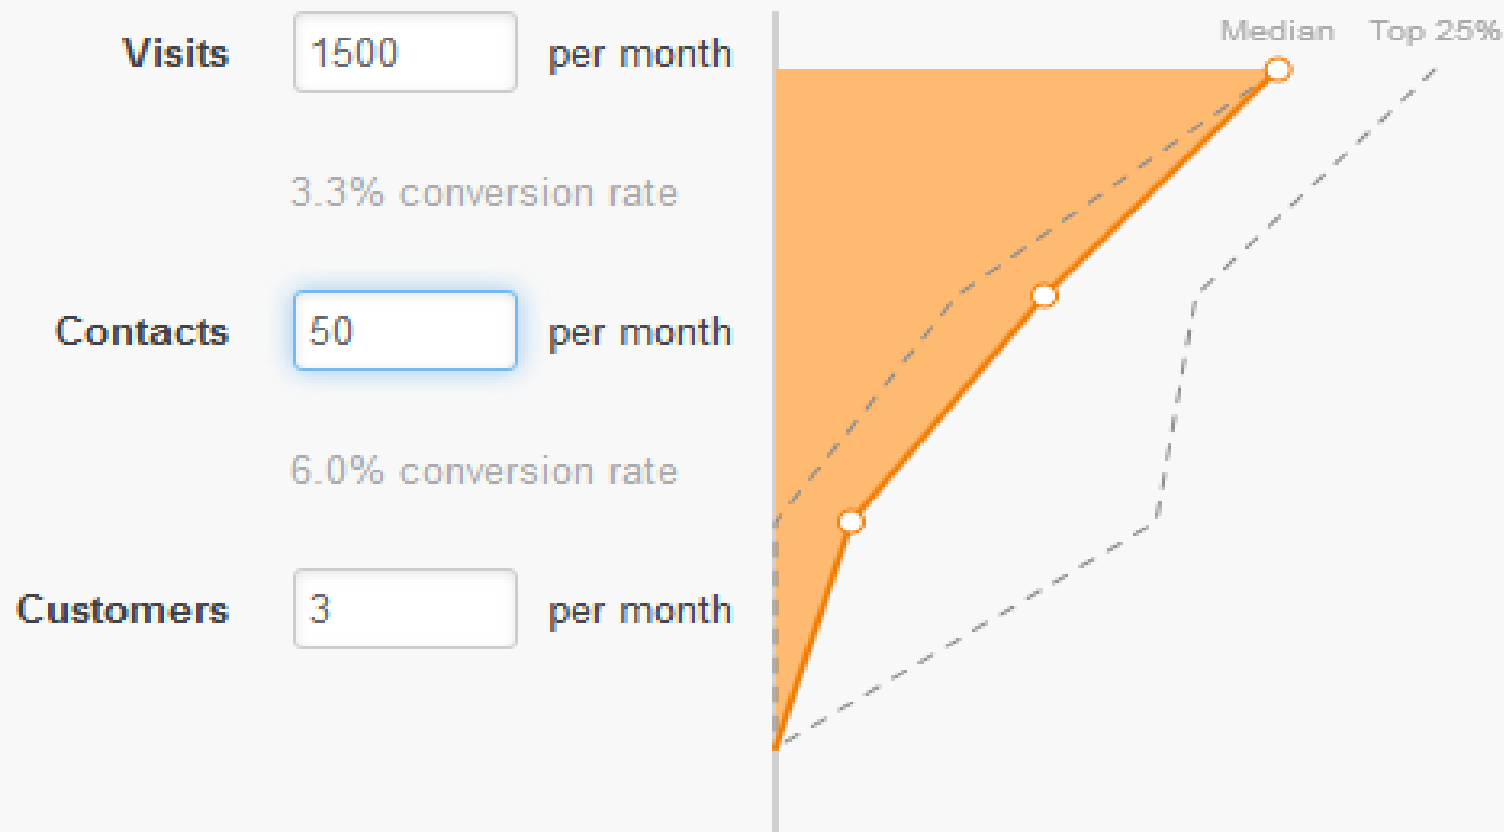 Median Top 25%
Visits 1500 per month
3.3% conversion rate
Contacts 50 per month
6.0% conversion rate
Customers 3 per month